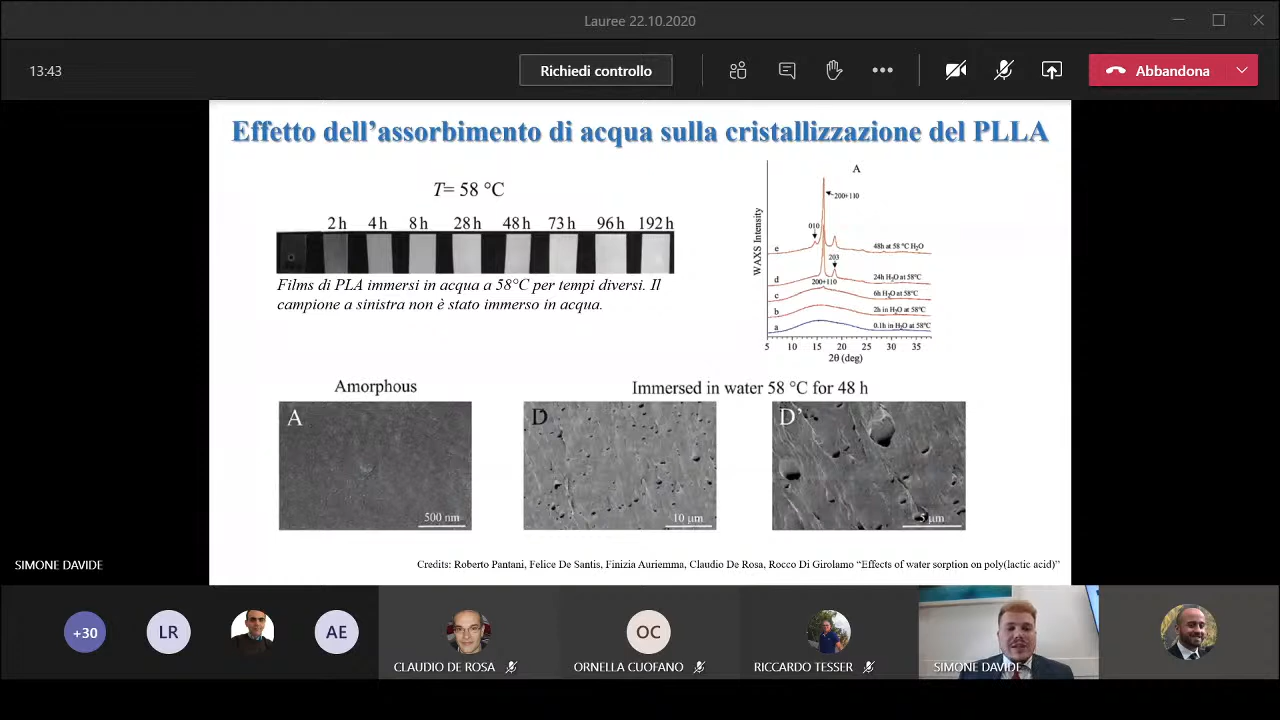 Lauree 22.10.2020
13:43
Richiedi controllo
Abbandona
Effetto dell’assorbimento di acqua sulla cristallizzazione del PLLA
T= 58 °C
2 h 4 h 8 h 28 h 48 h 73 h 96 h 192 h
Films di PLA immersi in acqua a 58°C per tempi diversi. Il
campione a sinistra non è stato immerso in acqua.
A
WAXS Intensity
200+110
010
e
48h at 58 °C H₂O
203
d
24h H₂O at 58°C
200+110
c
6h H₂O at 58°C
b
2h in H₂O at 58°C
a
0.1h in H₂O at 58°C
5 10 15 20 25 30 35
2θ (deg)
Amorphous
Immersed in water 58 °C for 48 h
A
500 nm
D
10 μm
D’
5 μm
Credits: Roberto Pantani, Felice De Santis, Finizia Auriemma, Claudio De Rosa, Rocco Di Girolamo “Effects of water sorption on poly(lactic acid)”
SIMONE DAVIDE
+30
LR
AE
CLAUDIO DE ROSA
OC
ORNELLA CUOFANO
RICCARDO TESSER
SIMONE DAVIDE